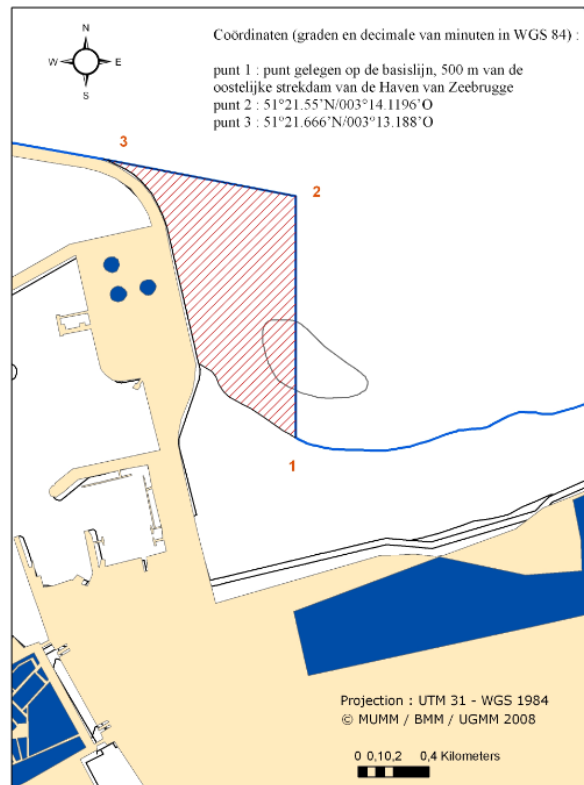 N
W E
S
Coördinaten (graden en decimale van minuten in WGS 84) :
punt 1 : punt gelegen op de basislijn, 500 m van de
oostelijke strekdam van de Haven van Zeebrugge
punt 2 : 51°21.55'N/003°14.1196'O
punt 3 : 51°21.666'N/003°13.188'O
3
2
1
Projection : UTM 31 - WGS 1984
© MUMM / BMM / UGMM 2008
0 0,10,2 0,4 Kilometers